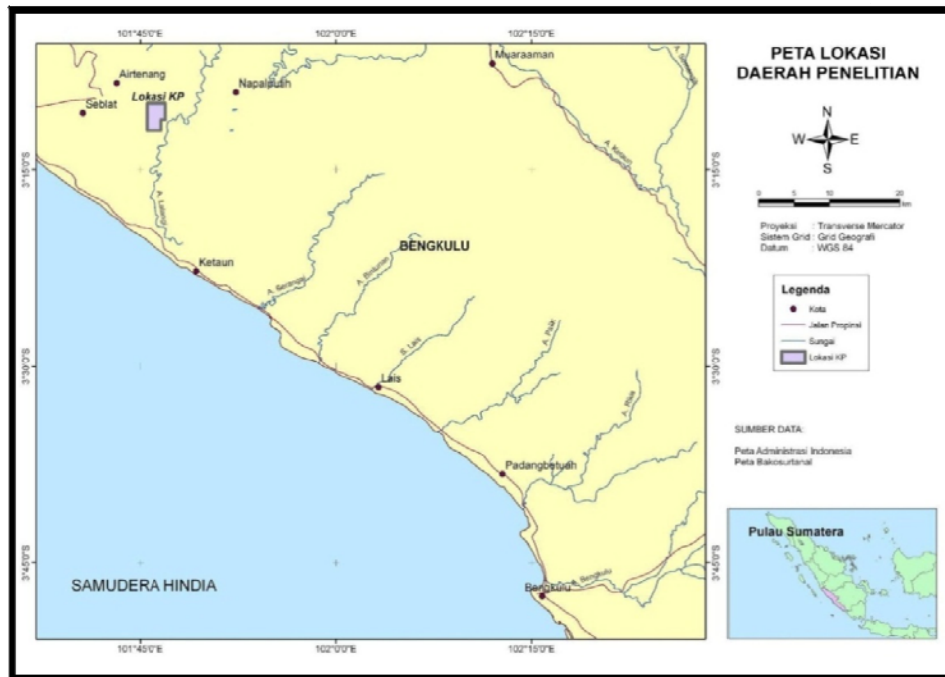 101°45'0"E
102°0'0"E
102°15'0"E
PETA LOKASI
DAERAH PENELITIAN
Muaraaman
Airtenang
Napalputih
Lokasi KP
Seblat
N
W
E
S
3°15'0"S
3°15'0"S
0
5
10
20
km
Proyeksi : Transverse Mercator
Sistem Grid : Grid Geografi
Datum : WGS 84
BENGKULU
Ketaun
A. Serangai
Legenda
Kota
Jalan Propinsi
Sungai
Lokasi KP
S. Lais
A. Palik
3°30'0"S
3°30'0"S
Lais
SUMBER DATA:
Peta Administrasi Indonesia
Peta Bakosurtanal
Padangbetuah
Pulau Sumatera
3°45'0"S
3°45'0"S
SAMUDERA HINDIA
Bengkulu
A. Bengkulu
101°45'0"E
102°0'0"E
102°15'0"E